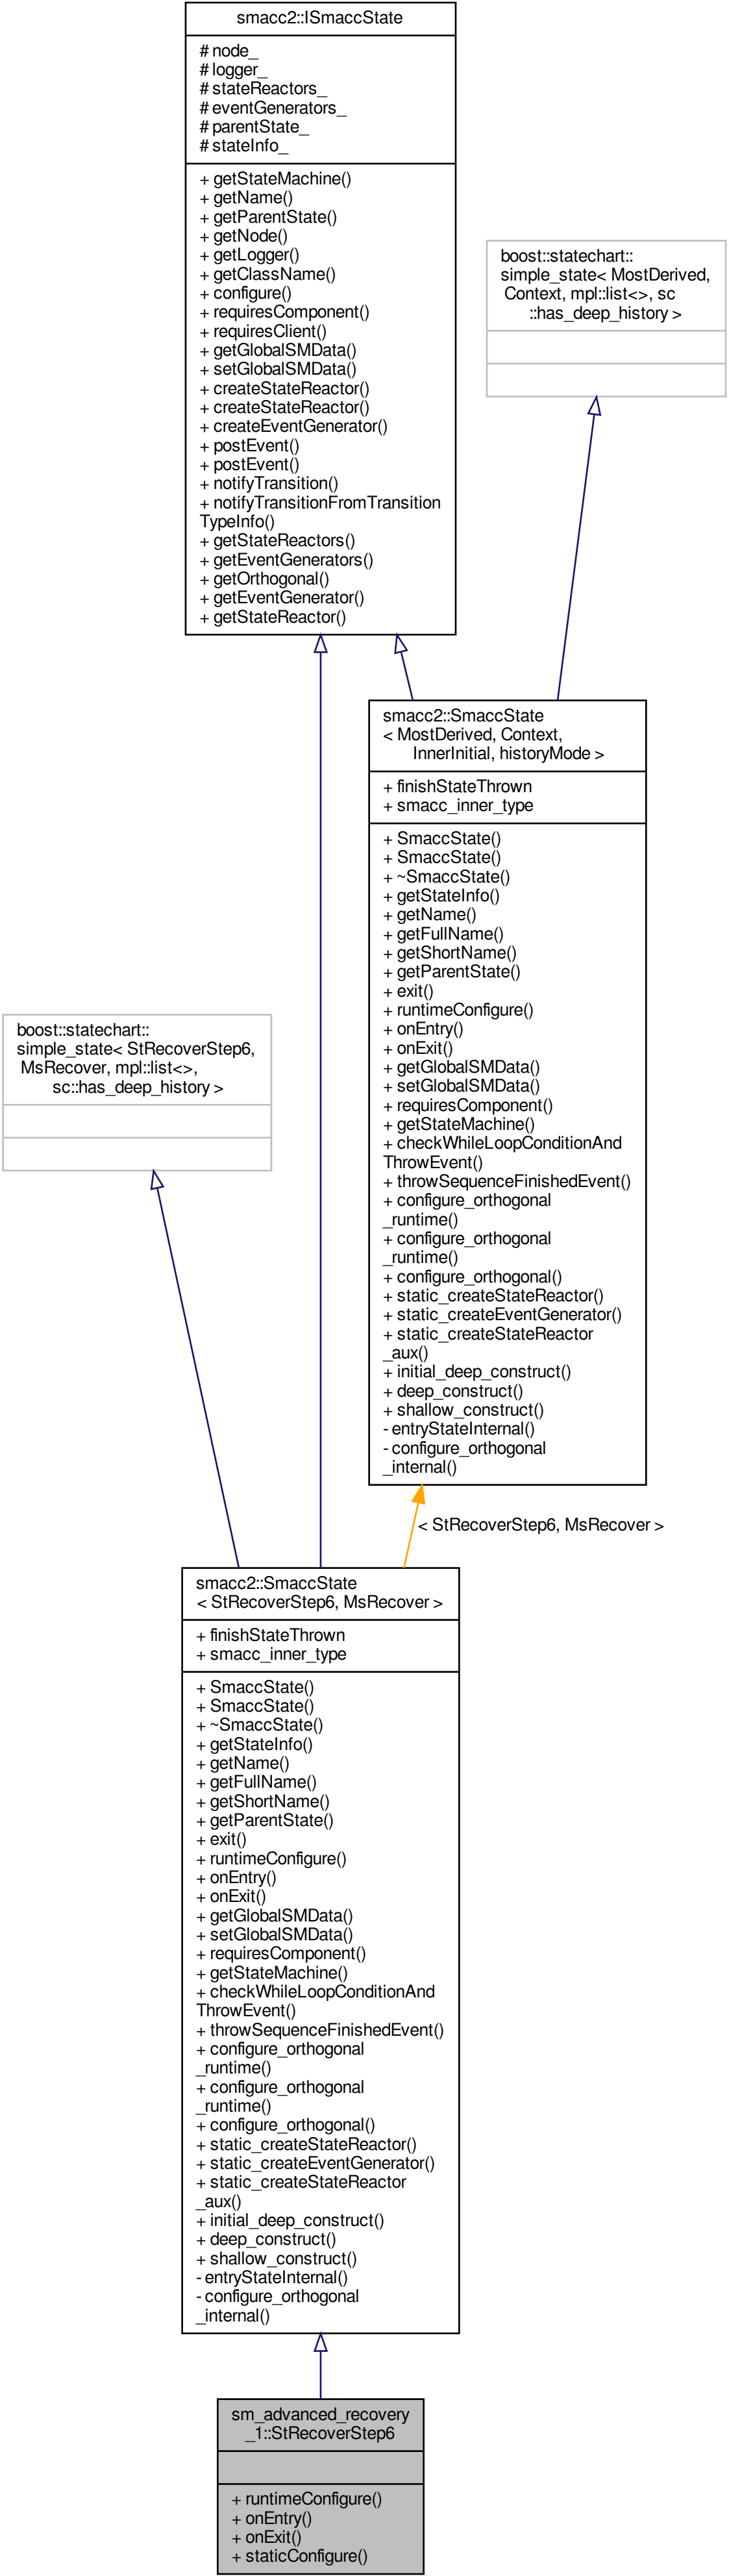 smacc2::ISmaccState
# node_
# logger_
# stateReactors_
# eventGenerators_
# parentState_
# stateInfo_
+ getStateMachine()
+ getName()
+ getParentState()
+ getNode()
+ getLogger()
+ getClassName()
+ configure()
+ requiresComponent()
+ requiresClient()
+ getGlobalSMData()
+ setGlobalSMData()
+ createStateReactor()
+ createStateReactor()
+ createEventGenerator()
+ postEvent()
+ postEvent()
+ notifyTransition()
+ notifyTransitionFromTransition
TypeInfo()
+ getStateReactors()
+ getEventGenerators()
+ getOrthogonal()
+ getEventGenerator()
+ getStateReactor()
boost::statechart::
simple_state< MostDerived,
Context, mpl::list<>, sc
::has_deep_history >
smacc2::SmaccState
< MostDerived, Context,
InnerInitial, historyMode >
+ finishStateThrown
+ smacc_inner_type
+ SmaccState()
+ SmaccState()
+ ~SmaccState()
+ getStateInfo()
+ getName()
+ getFullName()
+ getShortName()
+ getParentState()
+ exit()
+ runtimeConfigure()
+ onEntry()
+ onExit()
+ getGlobalSMData()
+ setGlobalSMData()
+ requiresComponent()
+ getStateMachine()
+ checkWhileLoopConditionAnd
ThrowEvent()
+ throwSequenceFinishedEvent()
+ configure_orthogonal
_runtime()
+ configure_orthogonal
_runtime()
+ configure_orthogonal()
+ static_createStateReactor()
+ static_createEventGenerator()
+ static_createStateReactor
_aux()
+ initial_deep_construct()
+ deep_construct()
+ shallow_construct()
- entryStateInternal()
- configure_orthogonal
_internal()
boost::statechart::
simple_state< StRecoverStep6,
MsRecover, mpl::list<>,
sc::has_deep_history >
< StRecoverStep6, MsRecover >
smacc2::SmaccState
< StRecoverStep6, MsRecover >
+ finishStateThrown
+ smacc_inner_type
+ SmaccState()
+ SmaccState()
+ ~SmaccState()
+ getStateInfo()
+ getName()
+ getFullName()
+ getShortName()
+ getParentState()
+ exit()
+ runtimeConfigure()
+ onEntry()
+ onExit()
+ getGlobalSMData()
+ setGlobalSMData()
+ requiresComponent()
+ getStateMachine()
+ checkWhileLoopConditionAnd
ThrowEvent()
+ throwSequenceFinishedEvent()
+ configure_orthogonal
_runtime()
+ configure_orthogonal
_runtime()
+ configure_orthogonal()
+ static_createStateReactor()
+ static_createEventGenerator()
+ static_createStateReactor
_aux()
+ initial_deep_construct()
+ deep_construct()
+ shallow_construct()
- entryStateInternal()
- configure_orthogonal
_internal()
sm_advanced_recovery
_1::StRecoverStep6
+ runtimeConfigure()
+ onEntry()
+ onExit()
+ staticConfigure()